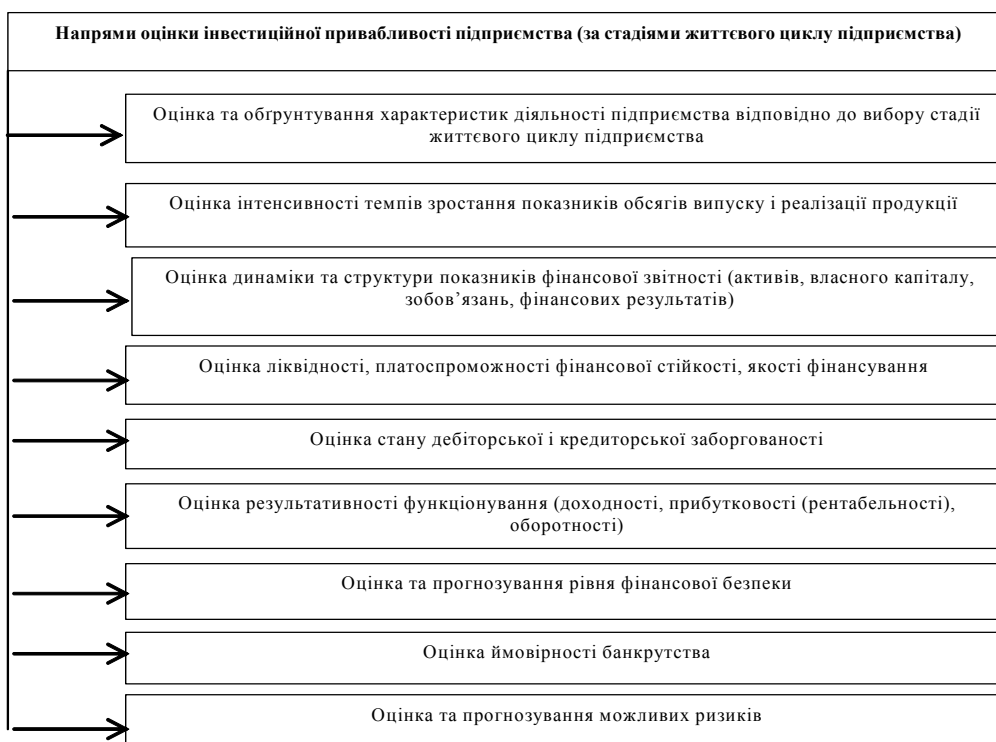 Напрями оцінки інвестиційної привабливості підприємства (за стадіями життєвого циклу підприємства)
Оцінка та обґрунтування характеристик діяльності підприємства відповідно до вибору стадії
життєвого циклу підприємства
Оцінка інтенсивності темпів зростання показників обсягів випуску і реалізації продукції
Оцінка динаміки та структури показників фінансової звітності (активів, власного капіталу,
зобов’язань, фінансових результатів)
Оцінка ліквідності, платоспроможності фінансової стійкості, якості фінансування
Оцінка стану дебіторської і кредиторської заборгованості
Оцінка результативності функціонування (доходності, прибутковості (рентабельності),
оборотності)
Оцінка та прогнозування рівня фінансової безпеки
Оцінка ймовірності банкрутства
Оцінка та прогнозування можливих ризиків